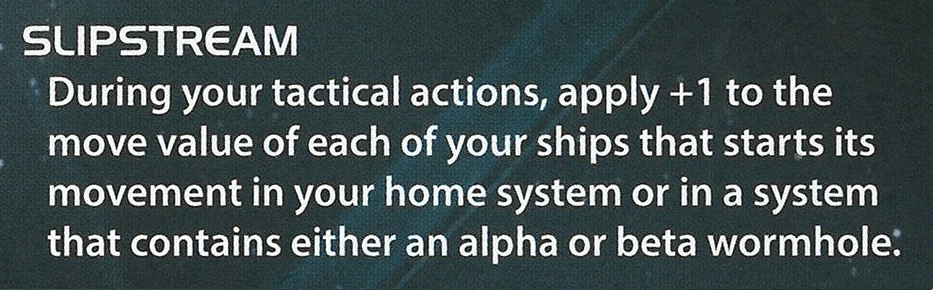 SLIPSTREAM
During your tactical actions, apply +1 to the
move value of each of your ships that starts its
movement in your home system or in a system
that contains either an alpha or beta wormhole.